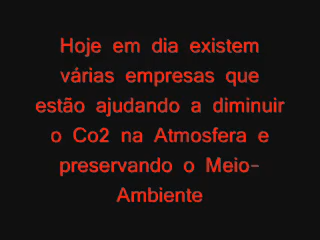 Hoje em dia existem
várias empresas que
estão ajudando a diminuir
o Co2 na Atmosfera e
preservando o Meio-
Ambiente